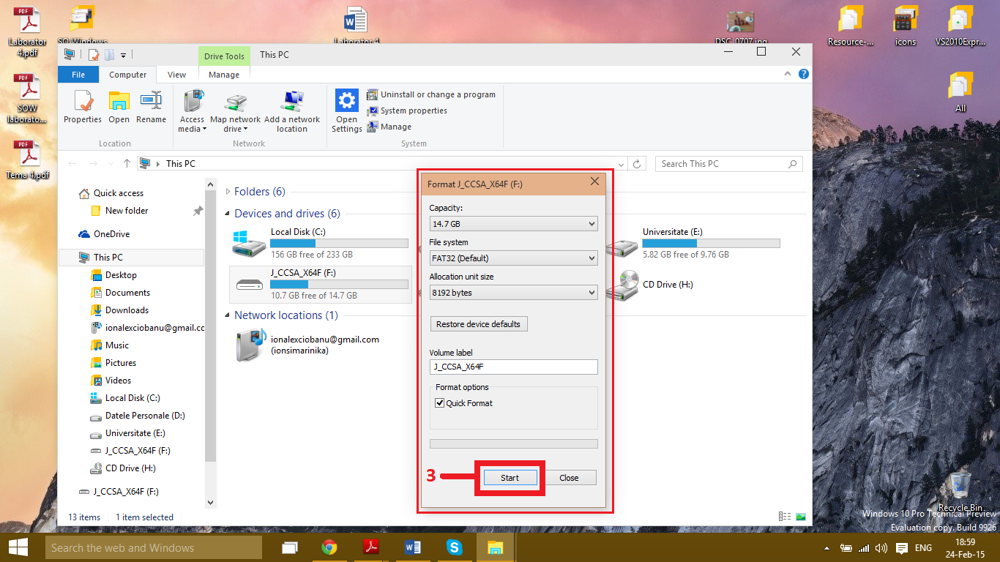 Laborator 4.pdf
SO Windows
Laborator 4
DSC_0707.jpg
Resource-...
icons
VS2010Expr...
SOW laborato...
All
Tema 4.pdf
Drive Tools
This PC
File
Computer
View
Manage
Properties
Open
Rename
Access media
Map network drive
Add a network location
Open Settings
Uninstall or change a program
System properties
Manage
Location
Network
System
This PC
Search This PC
Quick access
New folder
OneDrive
This PC
Desktop
Documents
Downloads
ionalexciobanu@gmail.cc
Music
Pictures
Videos
Local Disk (C:)
Datele Personale (D:)
Universitate (E:)
J_CCSA_X64F (F:)
CD Drive (H:)
J_CCSA_X64F (F:)
Folders (6)
Devices and drives (6)
Local Disk (C:)
156 GB free of 233 GB
J_CCSA_X64F (F:)
10.7 GB free of 14.7 GB
Universitate (E:)
5.82 GB free of 9.76 GB
CD Drive (H:)
Network locations (1)
ionalexciobanu@gmail.com
(ionsimarinika)
Format J_CCSA_X64F (F:)
Capacity:
14.7 GB
File system
FAT32 (Default)
Allocation unit size
8192 bytes
Restore device defaults
Volume label
J_CCSA_X64F
Format options
Quick Format
3
Start
Close
13 items
1 item selected
Recycle Bin
Windows 10 Pro Technical Preview
Evaluation copy. Build 9926
Search the web and Windows
ENG
18:59
24-Feb-15